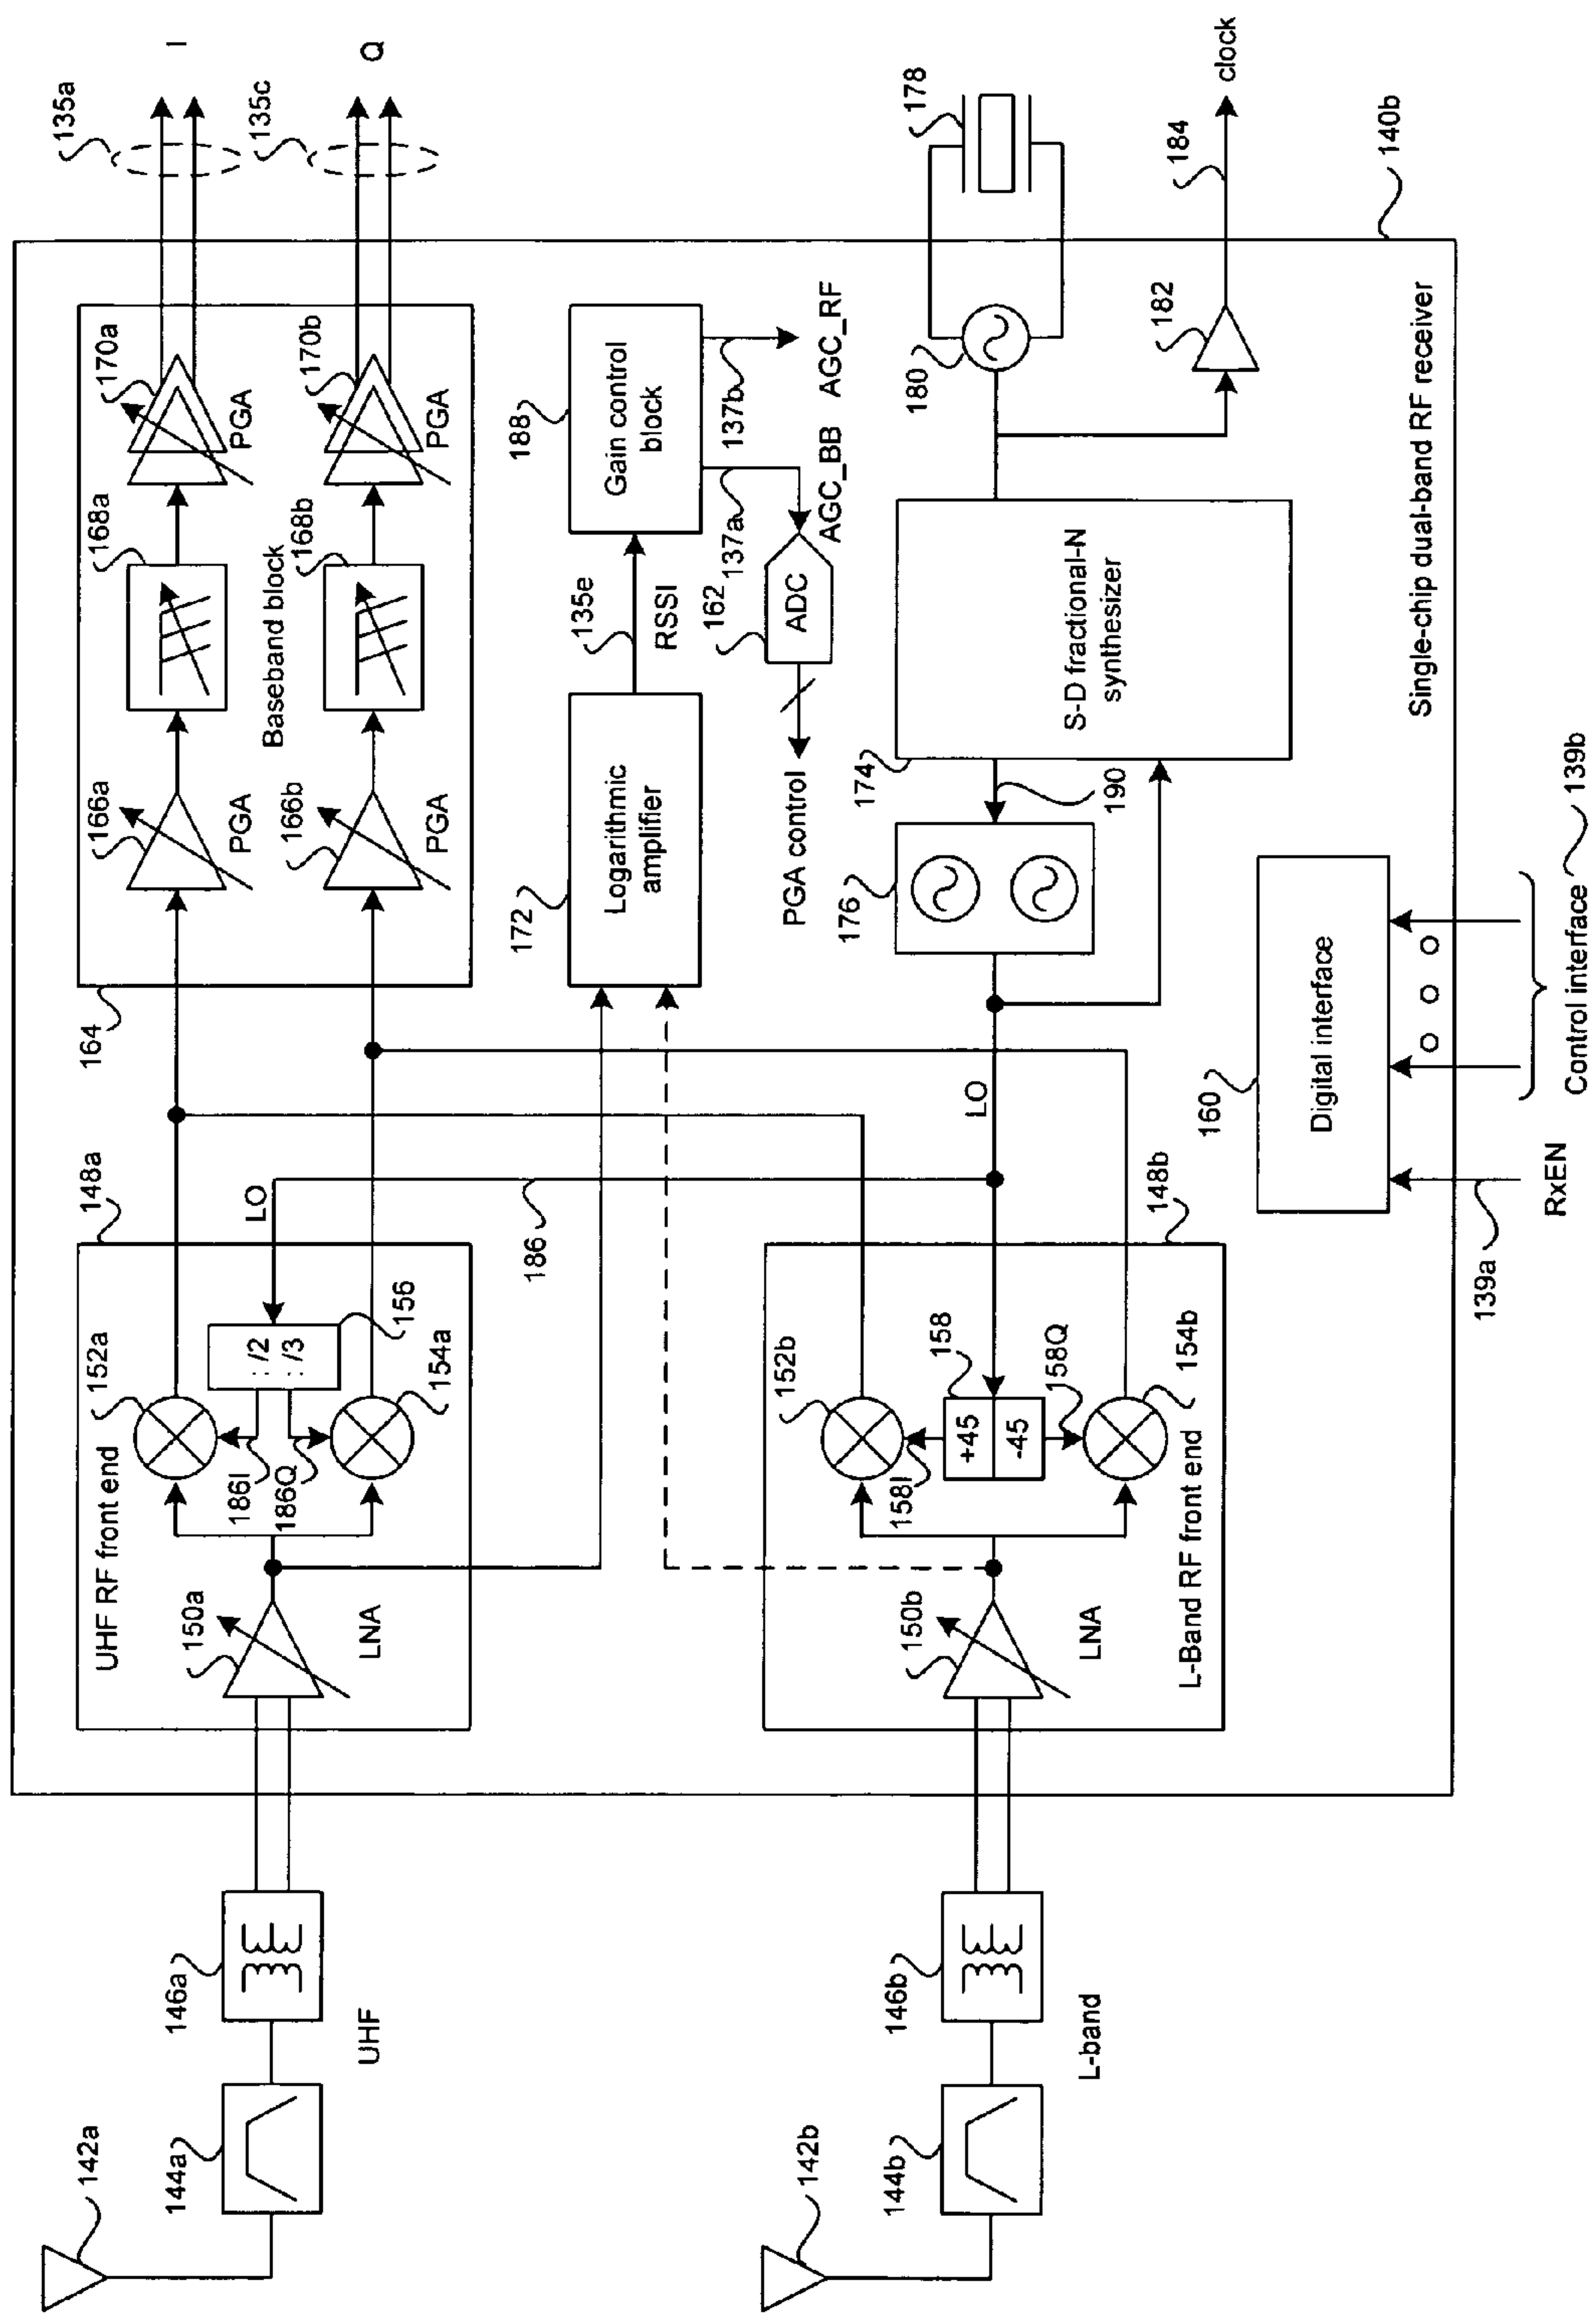 142a
144a
146a
UHF
UHF RF front end
148a
150a
LNA
152a
186I
186Q
/2
/3
156
154a
LO
186
164
166a
PGA
166b
PGA
168a
Baseband block
168b
170a
PGA
170b
PGA
135a
I
135c
Q
172
Logarithmic
amplifier
135e
RSSI
188
Gain control
block
137a
137b
AGC_BB
AGC_RF
162
ADC
PGA control
142b
144b
146b
L-band
L-Band RF front end
148b
150b
LNA
152b
158I
+45
-45
158
158Q
154b
LO
176
190
174
S-D fractional-N
synthesizer
180
178
182
184
clock
160
Digital interface
139a
RxEN
Control interface
139b
Single-chip dual-band RF receiver
140b